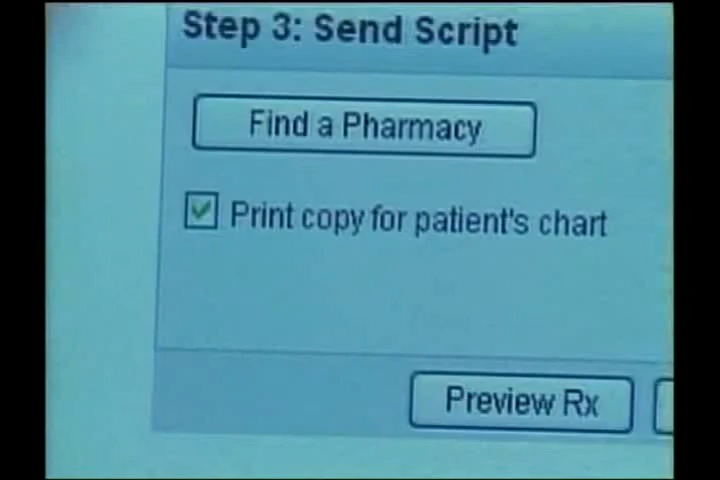 Step 3: Send Script
Find a Pharmacy
Print copy for patient's chart
Preview Rx